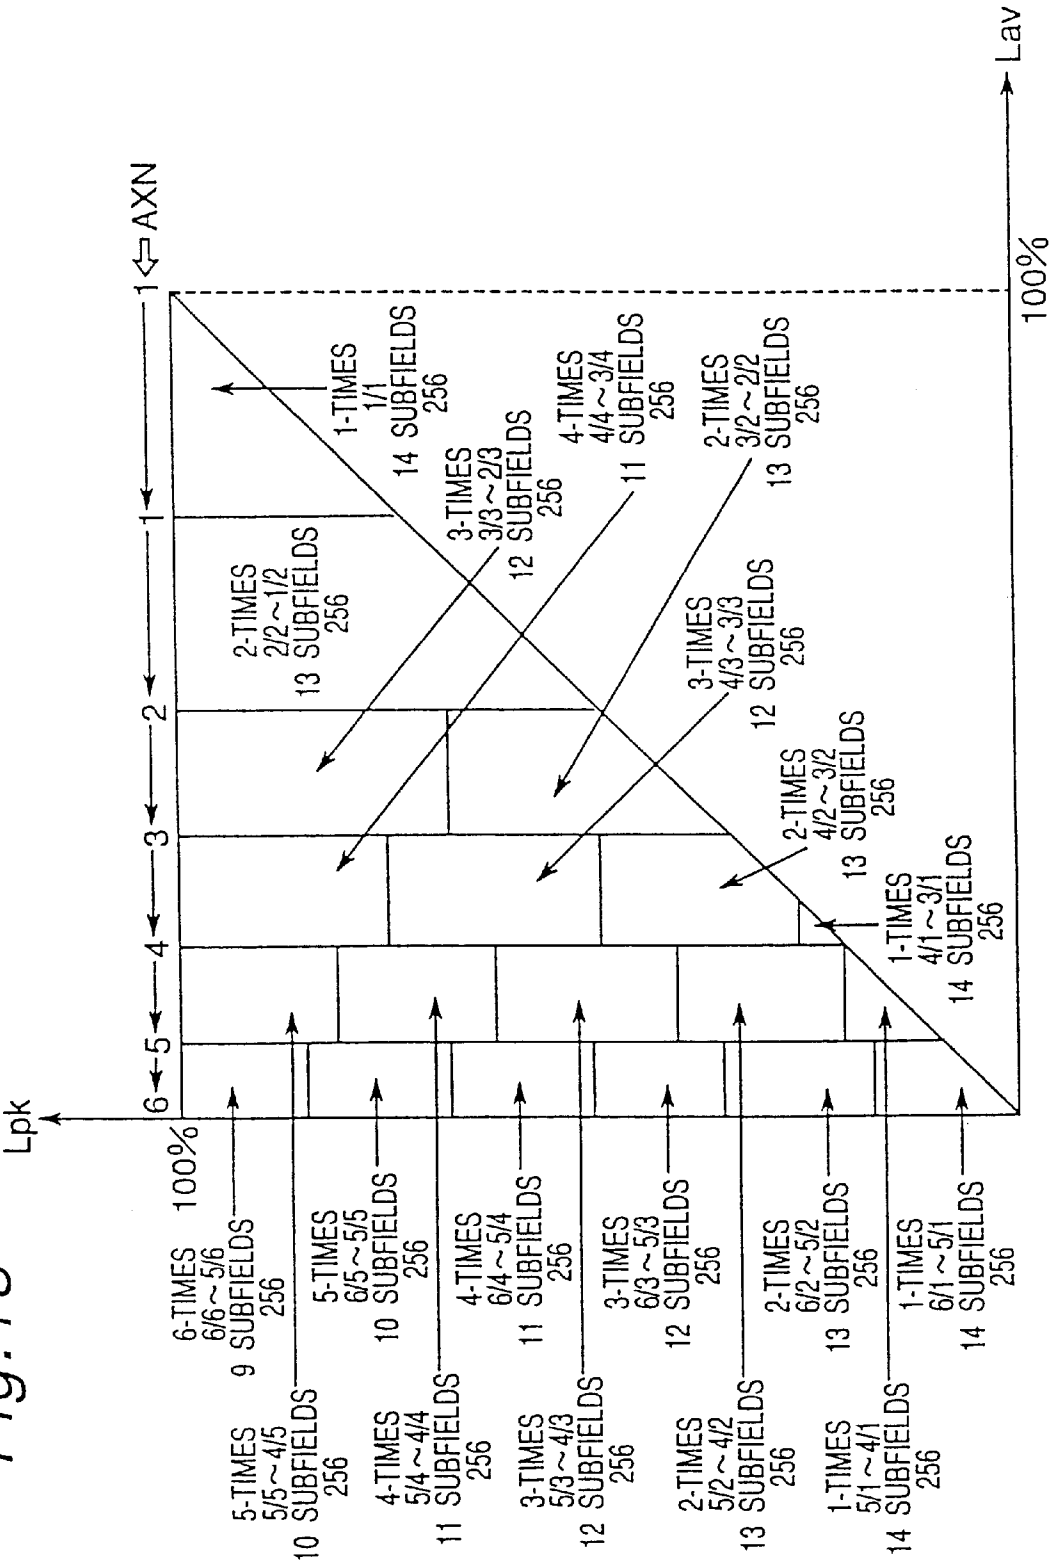 Lpk
100%
6
5
4
3
2
1
1
AXN
Lav
100%
6-TIMES
6/6~5/6
9 SUBFIELDS
256
5-TIMES
5/5~4/5
10 SUBFIELDS
256
5-TIMES
6/5~5/5
10 SUBFIELDS
256
4-TIMES
5/4~4/4
11 SUBFIELDS
256
4-TIMES
6/4~5/4
11 SUBFIELDS
256
3-TIMES
5/3~4/3
12 SUBFIELDS
256
3-TIMES
6/3~5/3
12 SUBFIELDS
256
2-TIMES
5/2~4/2
13 SUBFIELDS
256
2-TIMES
6/2~5/2
13 SUBFIELDS
256
1-TIMES
5/1~4/1
14 SUBFIELDS
256
1-TIMES
6/1~5/1
14 SUBFIELDS
256
2-TIMES
2/2~1/2
13 SUBFIELDS
256
1-TIMES
1/1
14 SUBFIELDS
256
3-TIMES
3/3~2/3
12 SUBFIELDS
256
4-TIMES
4/4~3/4
11 SUBFIELDS
256
2-TIMES
3/2~2/2
13 SUBFIELDS
256
3-TIMES
4/3~3/3
12 SUBFIELDS
256
2-TIMES
4/2~3/2
13 SUBFIELDS
256
1-TIMES
4/1~3/1
14 SUBFIELDS
256